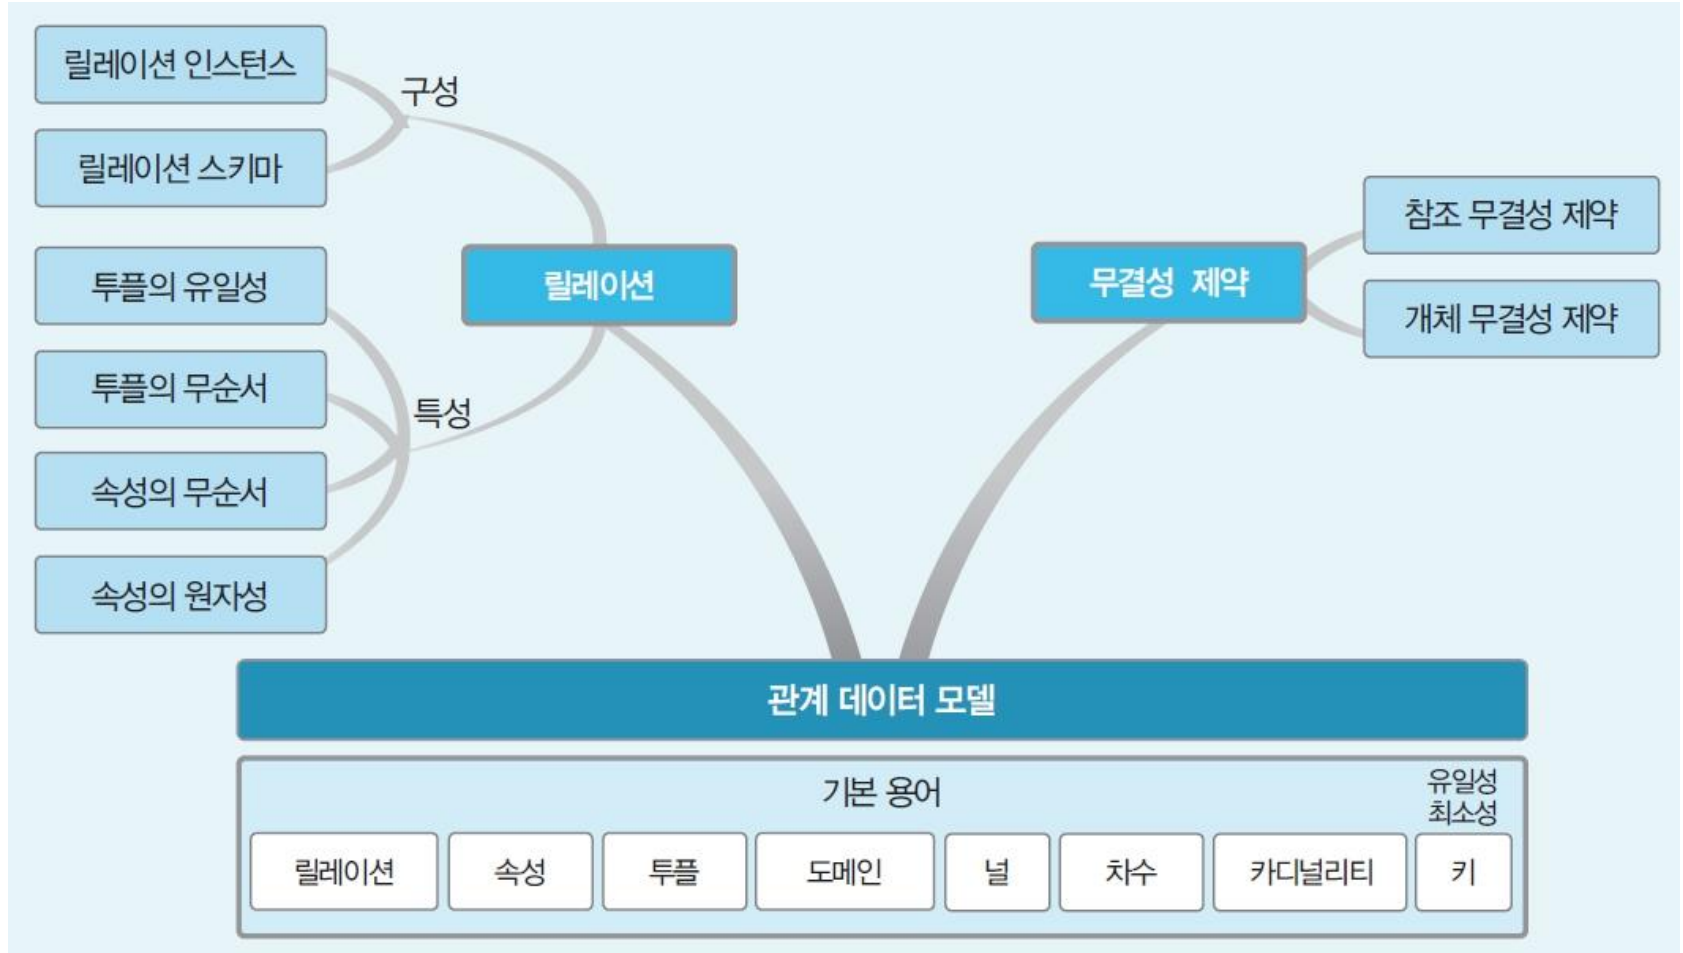 릴레이션 인스턴스
구성
릴레이션 스키마
투플의 유일성
투플의 무순서
특성
속성의 무순서
속성의 원자성
릴레이션
무결성 제약
참조 무결성 제약
개체 무결성 제약
관계 데이터 모델
기본 용어
유일성
최소성
릴레이션
속성
투플
도메인
널
차수
카디널리티
키